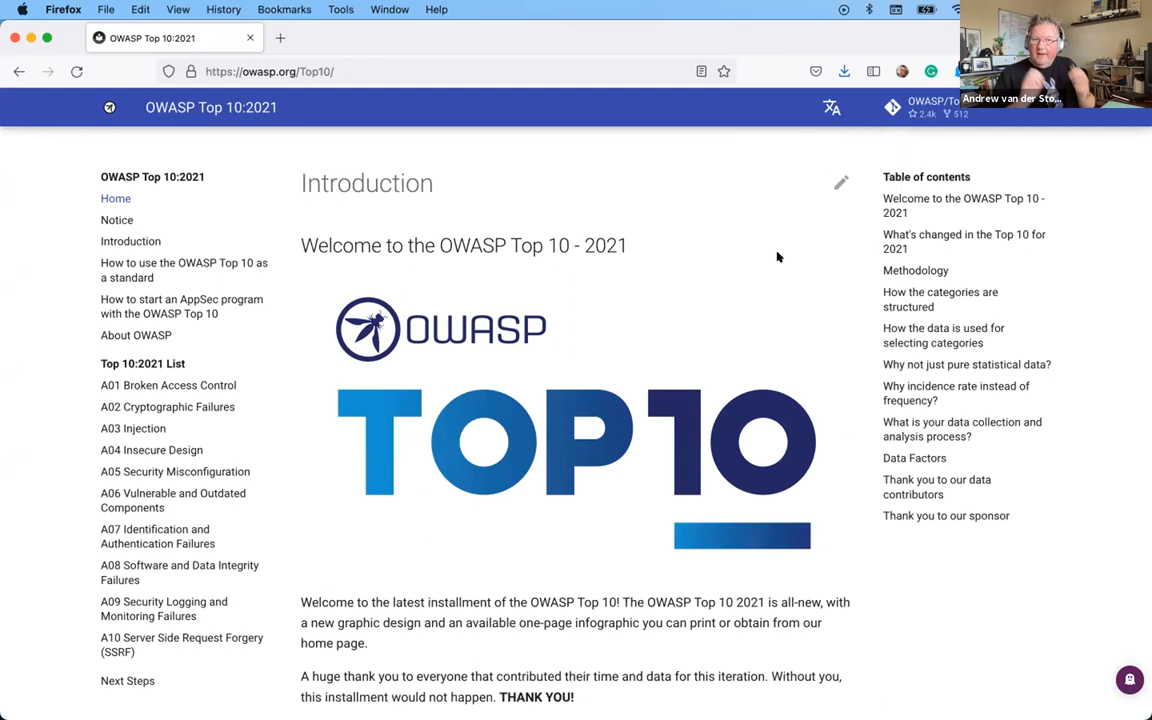 Firefox File Edit View History Bookmarks Tools Window Help
OWASP Top 10:2021
https://owasp.org/Top10/
Andrew van der Sto...
OWASP Top 10:2021
OWASP/To
2.4k 512
OWASP Top 10:2021
Home
Notice
Introduction
How to use the OWASP Top 10 as
a standard
How to start an AppSec program
with the OWASP Top 10
About OWASP
Top 10:2021 List
A01 Broken Access Control
A02 Cryptographic Failures
A03 Injection
A04 Insecure Design
A05 Security Misconfiguration
A06 Vulnerable and Outdated
Components
A07 Identification and
Authentication Failures
A08 Software and Data Integrity
Failures
A09 Security Logging and
Monitoring Failures
A10 Server Side Request Forgery
(SSRF)
Next Steps
Introduction
Welcome to the OWASP Top 10 - 2021
OWASP
TOP10
Welcome to the latest installment of the OWASP Top 10! The OWASP Top 10 2021 is all-new, with
a new graphic design and an available one-page infographic you can print or obtain from our
home page.
A huge thank you to everyone that contributed their time and data for this iteration. Without you,
this installment would not happen. THANK YOU!
Table of contents
Welcome to the OWASP Top 10 -
2021
What's changed in the Top 10 for
2021
Methodology
How the categories are
structured
How the data is used for
selecting categories
Why not just pure statistical data?
Why incidence rate instead of
frequency?
What is your data collection and
analysis process?
Data Factors
Thank you to our data
contributors
Thank you to our sponsor